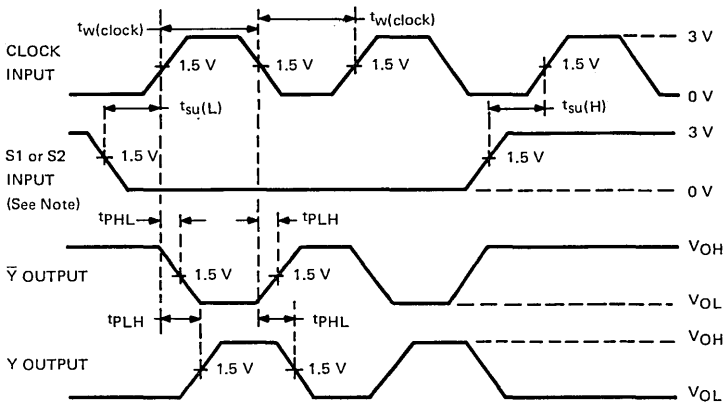 tw(clock)
tw(clock)
CLOCK
INPUT
1.5 V
1.5 V
1.5 V
1.5 V
3 V
0 V
tsu(L)
tsu(H)
S1 or S2
INPUT
(See Note)
1.5 V
1.5 V
3 V
0 V
tPHL
tPLH
Ȳ OUTPUT
1.5 V
1.5 V
VOH
VOL
tPLH
tPHL
Y OUTPUT
1.5 V
1.5 V
VOH
VOL